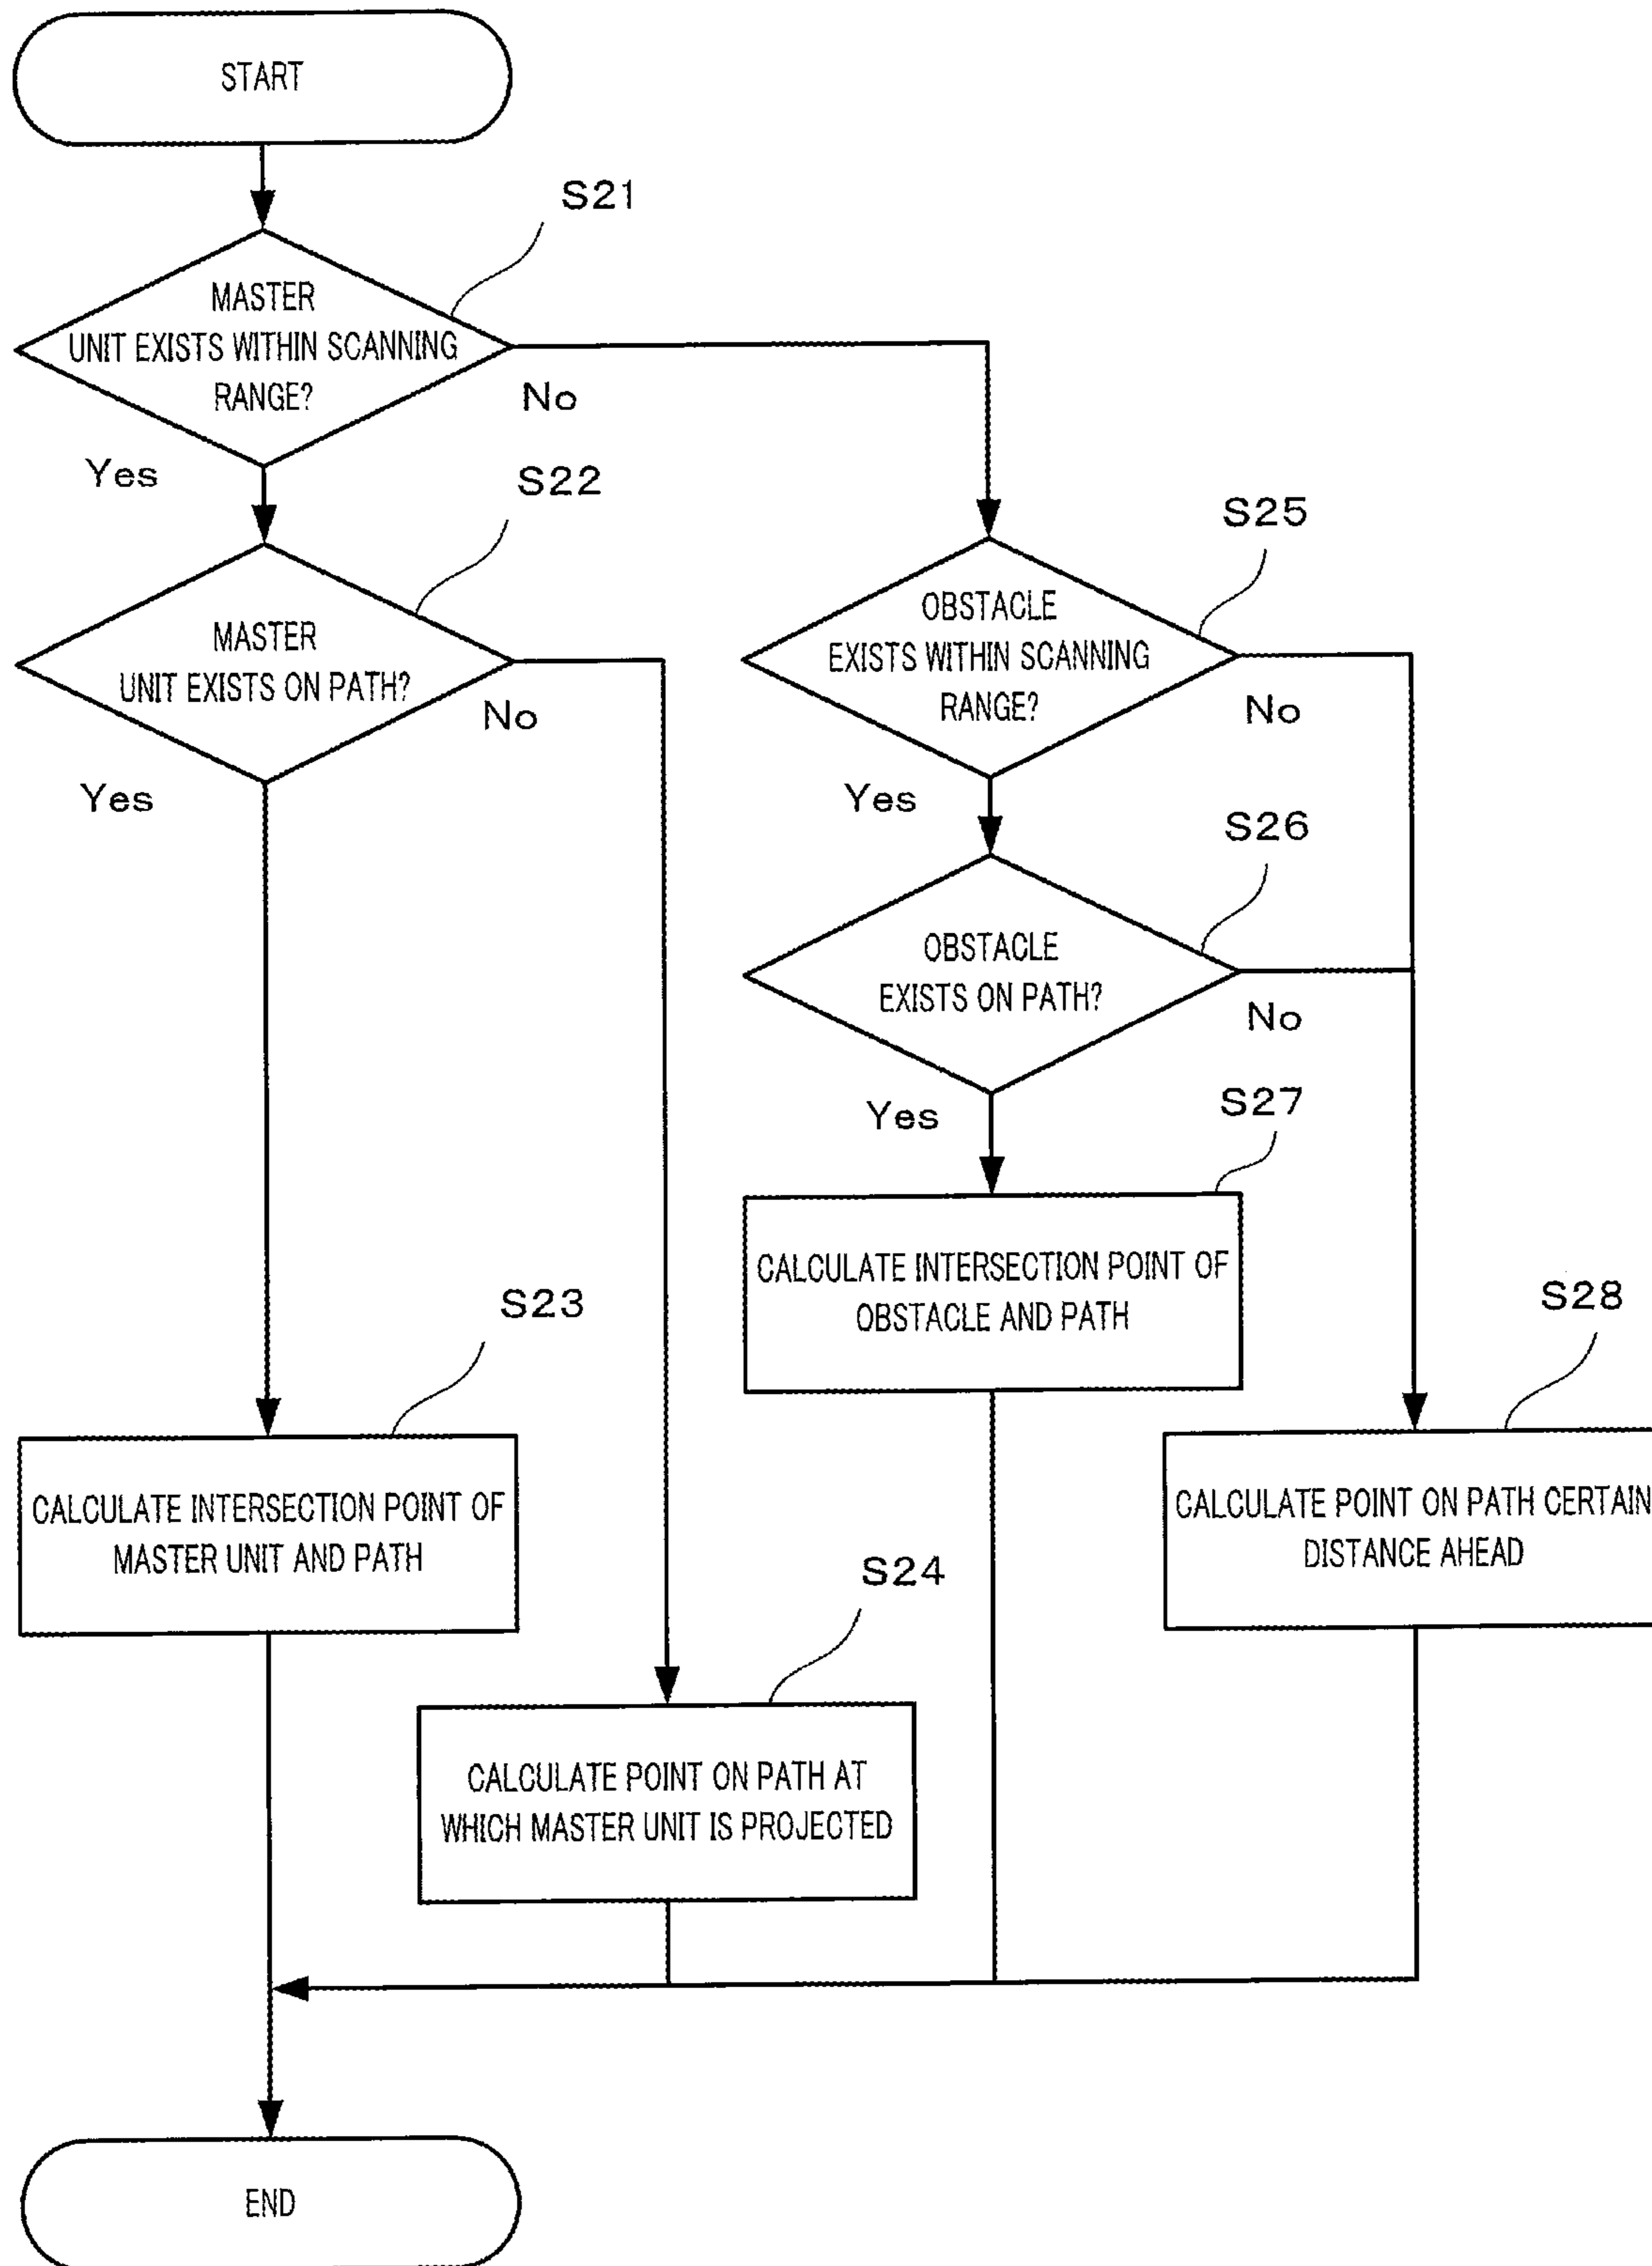 START
S21
MASTER
UNIT EXISTS WITHIN SCANNING
RANGE?
No
Yes
S22
MASTER
UNIT EXISTS ON PATH?
No
Yes
S25
OBSTACLE
EXISTS WITHIN SCANNING
RANGE?
No
Yes
S26
OBSTACLE
EXISTS ON PATH?
No
Yes
S27
CALCULATE INTERSECTION POINT OF
OBSTACLE AND PATH
S23
CALCULATE INTERSECTION POINT OF
MASTER UNIT AND PATH
S28
CALCULATE POINT ON PATH CERTAIN
DISTANCE AHEAD
S24
CALCULATE POINT ON PATH AT
WHICH MASTER UNIT IS PROJECTED
END